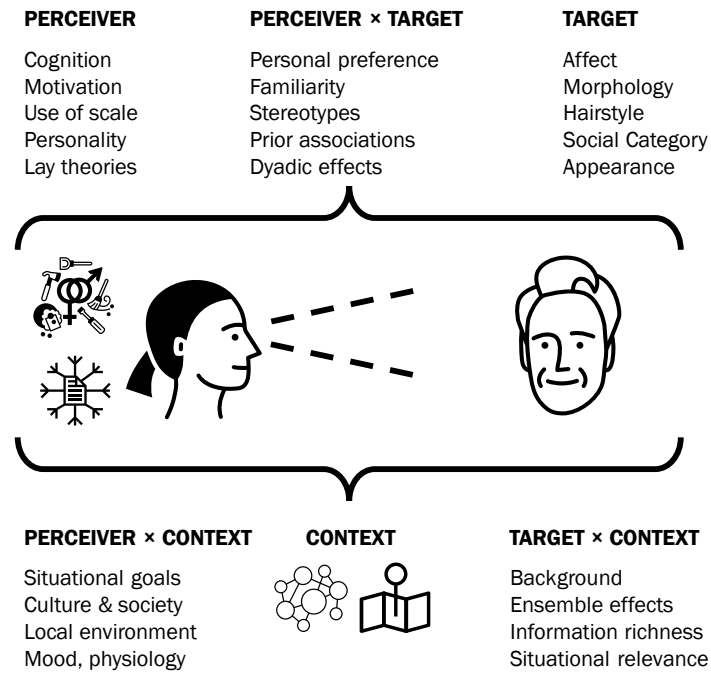 PERCEIVER
Cognition
Motivation
Use of scale
Personality
Lay theories
PERCEIVER × TARGET
Personal preference
Familiarity
Stereotypes
Prior associations
Dyadic effects
TARGET
Affect
Morphology
Hairstyle
Social Category
Appearance
PERCEIVER × CONTEXT
Situational goals
Culture & society
Local environment
Mood, physiology
CONTEXT
TARGET × CONTEXT
Background
Ensemble effects
Information richness
Situational relevance